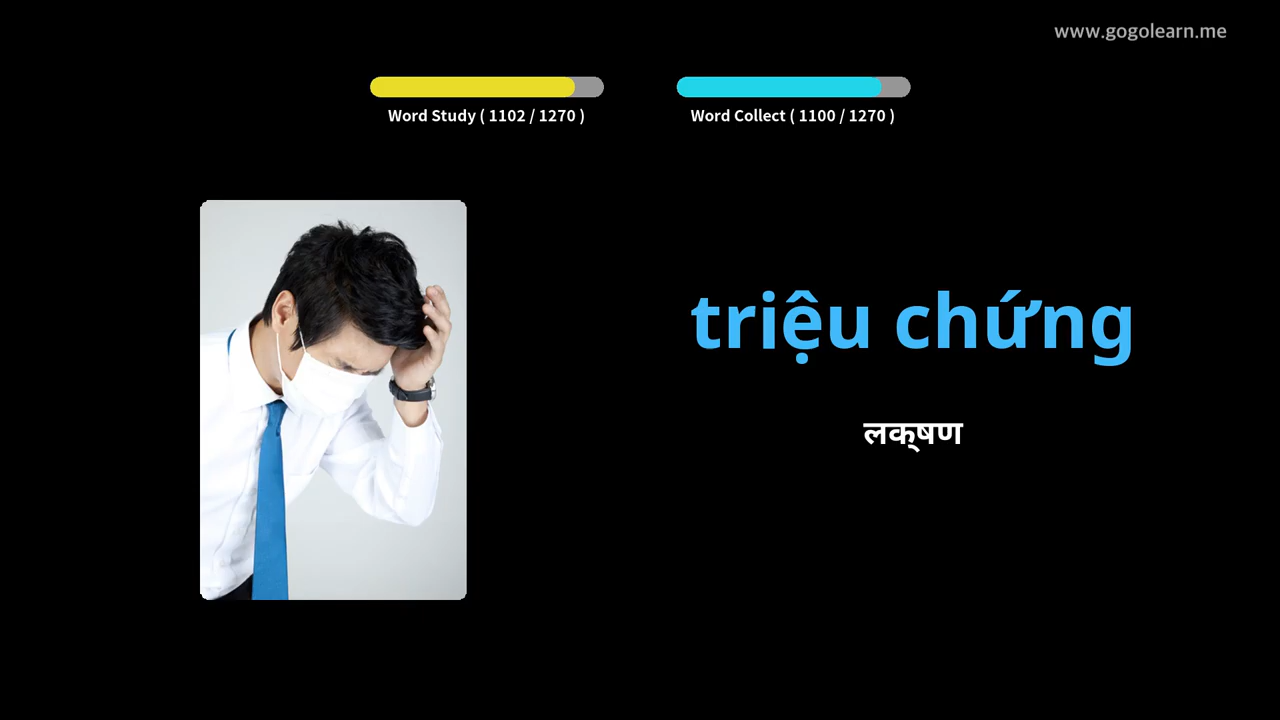 www.gogolearn.me
Word Study ( 1102 / 1270 )
Word Collect ( 1100 / 1270 )
triệu chứng
लक्षण